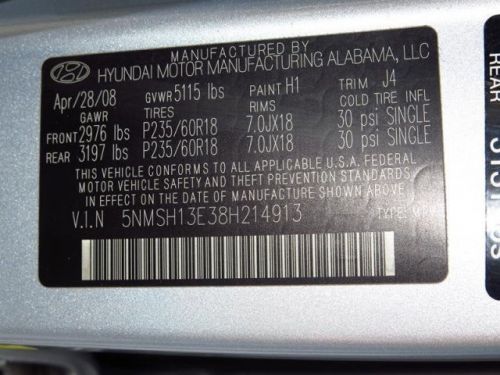 MANUFACTURED BY
HYUNDAI MOTOR MANUFACTURING ALABAMA, LLC
Apr/28/08 GVWR 5115 lbs PAINT H1 TRIM J4
GAWR TIRES RIMS COLD TIRE INFL
FRONT 2976 lbs P235/60R18 7.0JX18 30 psi SINGLE
REAR 3197 lbs P235/60R18 7.0JX18 30 psi SINGLE
THIS VEHICLE CONFORMS TO ALL APPLICABLE U.S.A. FEDERAL
MOTOR VEHICLE SAFETY AND THEFT PREVENTION STANDARDS
IN EFFECT ON THE DATE OF MANUFACTURE SHOWN ABOVE.
V.I.N 5NMSH13E38H214913 TYPE: MPV
REAR